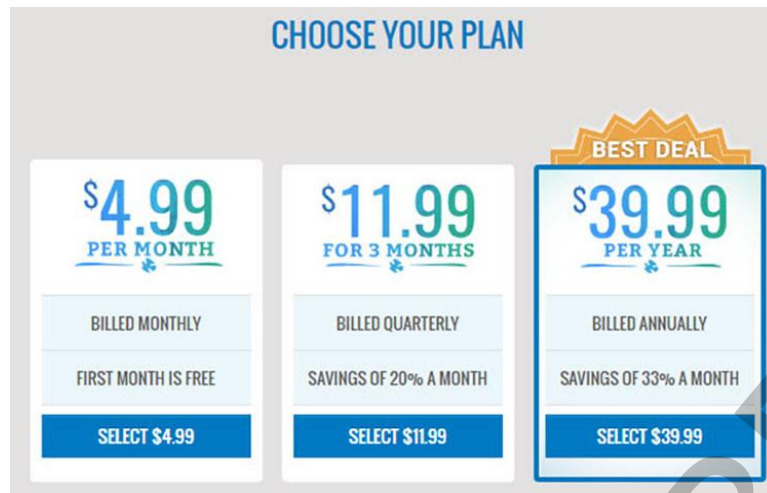 CHOOSE YOUR PLAN
$4.99
PER MONTH
BILLED MONTHLY
FIRST MONTH IS FREE
SELECT $4.99
$11.99
FOR 3 MONTHS
BILLED QUARTERLY
SAVINGS OF 20% A MONTH
SELECT $11.99
BEST DEAL
$39.99
PER YEAR
BILLED ANNUALLY
SAVINGS OF 33% A MONTH
SELECT $39.99